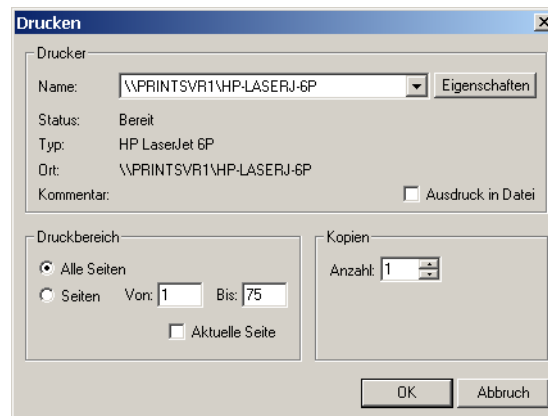 Drucken
Drucker
Name: \\PRINTSVR1\HP-LASERJ-6P Eigenschaften
Status: Bereit
Typ: HP LaserJet 6P
Ort: \\PRINTSVR1\HP-LASERJ-6P
Kommentar: Ausdruck in Datei
Druckbereich Kopien
Alle Seiten Anzahl: 1
Seiten Von: 1 Bis: 75
Aktuelle Seite
OK Abbruch